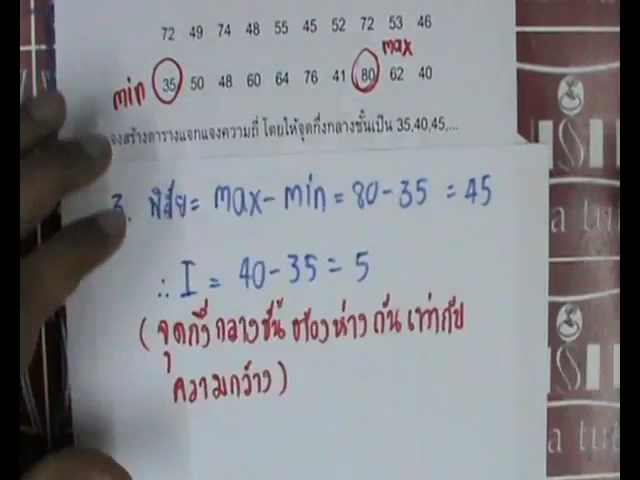 72 49 74 48 55 45 52 72 53 46
max
min 35 50 48 60 64 76 41 80 62 40
จงสร้างตารางแจกแจงความถี่ โดยให้จุดกึ่งกลางชั้นเป็น 35,40,45,...
3. พิสัย = max - min = 80 - 35 = 45
∴ I = 40 - 35 = 5
(จุดกึ่งกลางชั้นต้องห่างกันเท่ากับ
ความกว้าง)